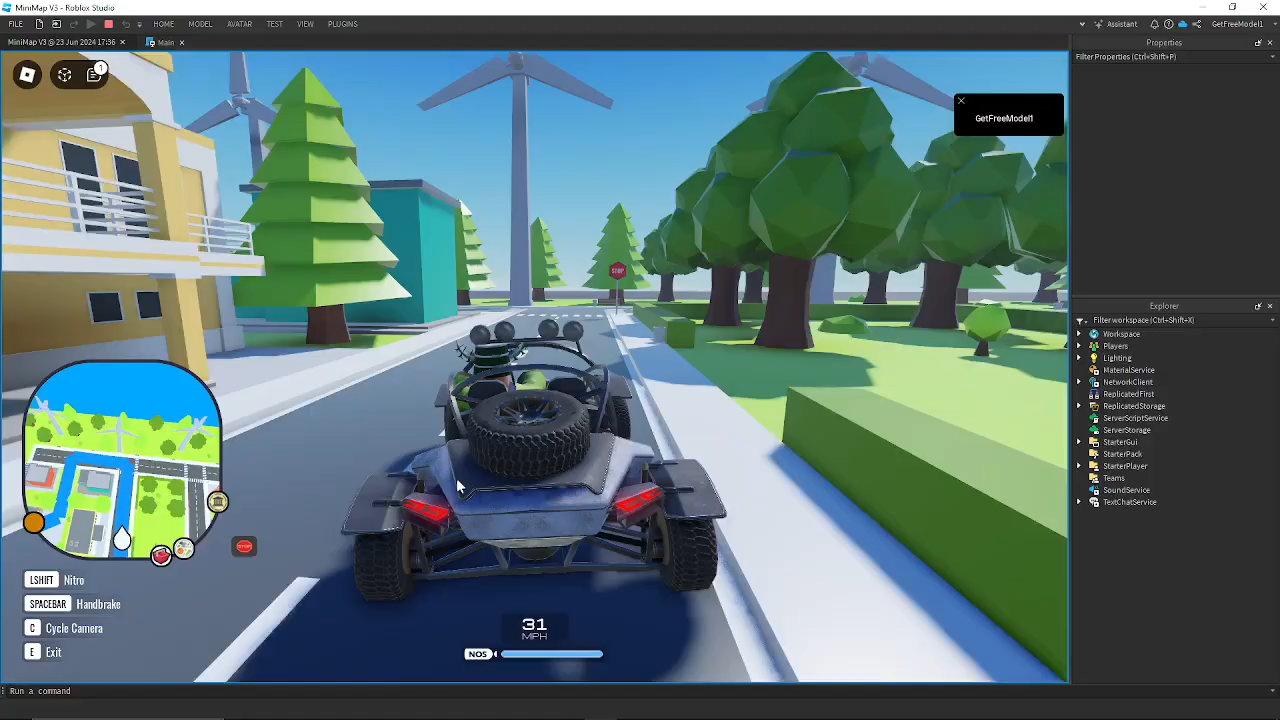 MiniMap V3 - Roblox Studio
FILE HOME MODEL AVATAR TEST VIEW PLUGINS Assistant GetFreeModel1
MiniMap V3 @ 23 Jun 2024 17:36 Main
Properties
Filter Properties (Ctrl+Shift+P)
1
GetFreeModel1
STOP
Explorer
Filter workspace (Ctrl+Shift+X)
Workspace
Players
Lighting
MaterialService
NetworkClient
ReplicatedFirst
ReplicatedStorage
ServerScriptService
ServerStorage
StarterGui
StarterPack
StarterPlayer
Teams
SoundService
TextChatService
STOP
LSHIFT Nitro
SPACEBAR Handbrake
C Cycle Camera
E Exit
31
MPH
NOS
Run a command